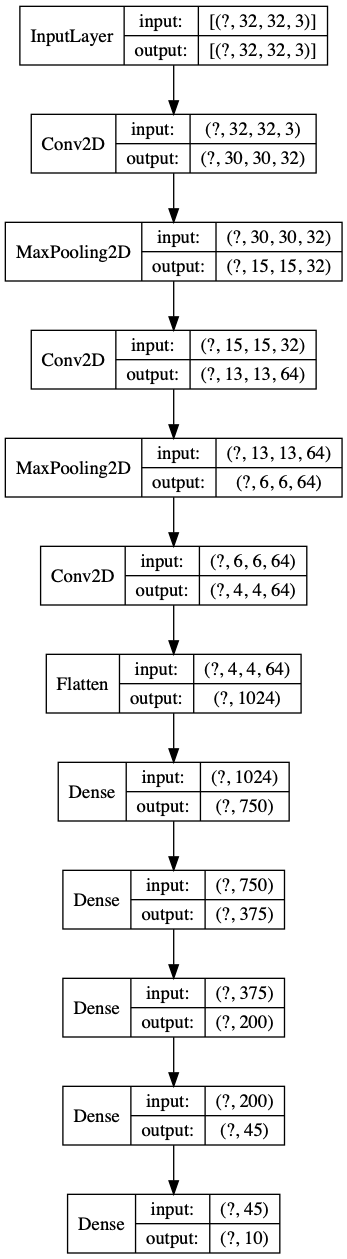 InputLayer
input: [(?, 32, 32, 3)]
output: [(?, 32, 32, 3)]
Conv2D
input: (?, 32, 32, 3)
output: (?, 30, 30, 32)
MaxPooling2D
input: (?, 30, 30, 32)
output: (?, 15, 15, 32)
Conv2D
input: (?, 15, 15, 32)
output: (?, 13, 13, 64)
MaxPooling2D
input: (?, 13, 13, 64)
output: (?, 6, 6, 64)
Conv2D
input: (?, 6, 6, 64)
output: (?, 4, 4, 64)
Flatten
input: (?, 4, 4, 64)
output: (?, 1024)
Dense
input: (?, 1024)
output: (?, 750)
Dense
input: (?, 750)
output: (?, 375)
Dense
input: (?, 375)
output: (?, 200)
Dense
input: (?, 200)
output: (?, 45)
Dense
input: (?, 45)
output: (?, 10)